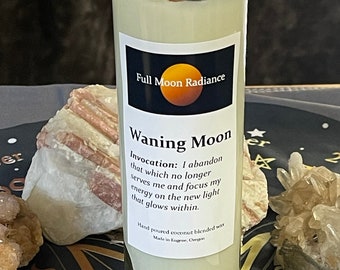 Full Moon Radiance
Waning Moon
Invocation: I abandon
that which no longer
serves me and focus my
energy on the new light
that glows within.
Hand poured coconut blended wax
Made in Eugene, Oregon